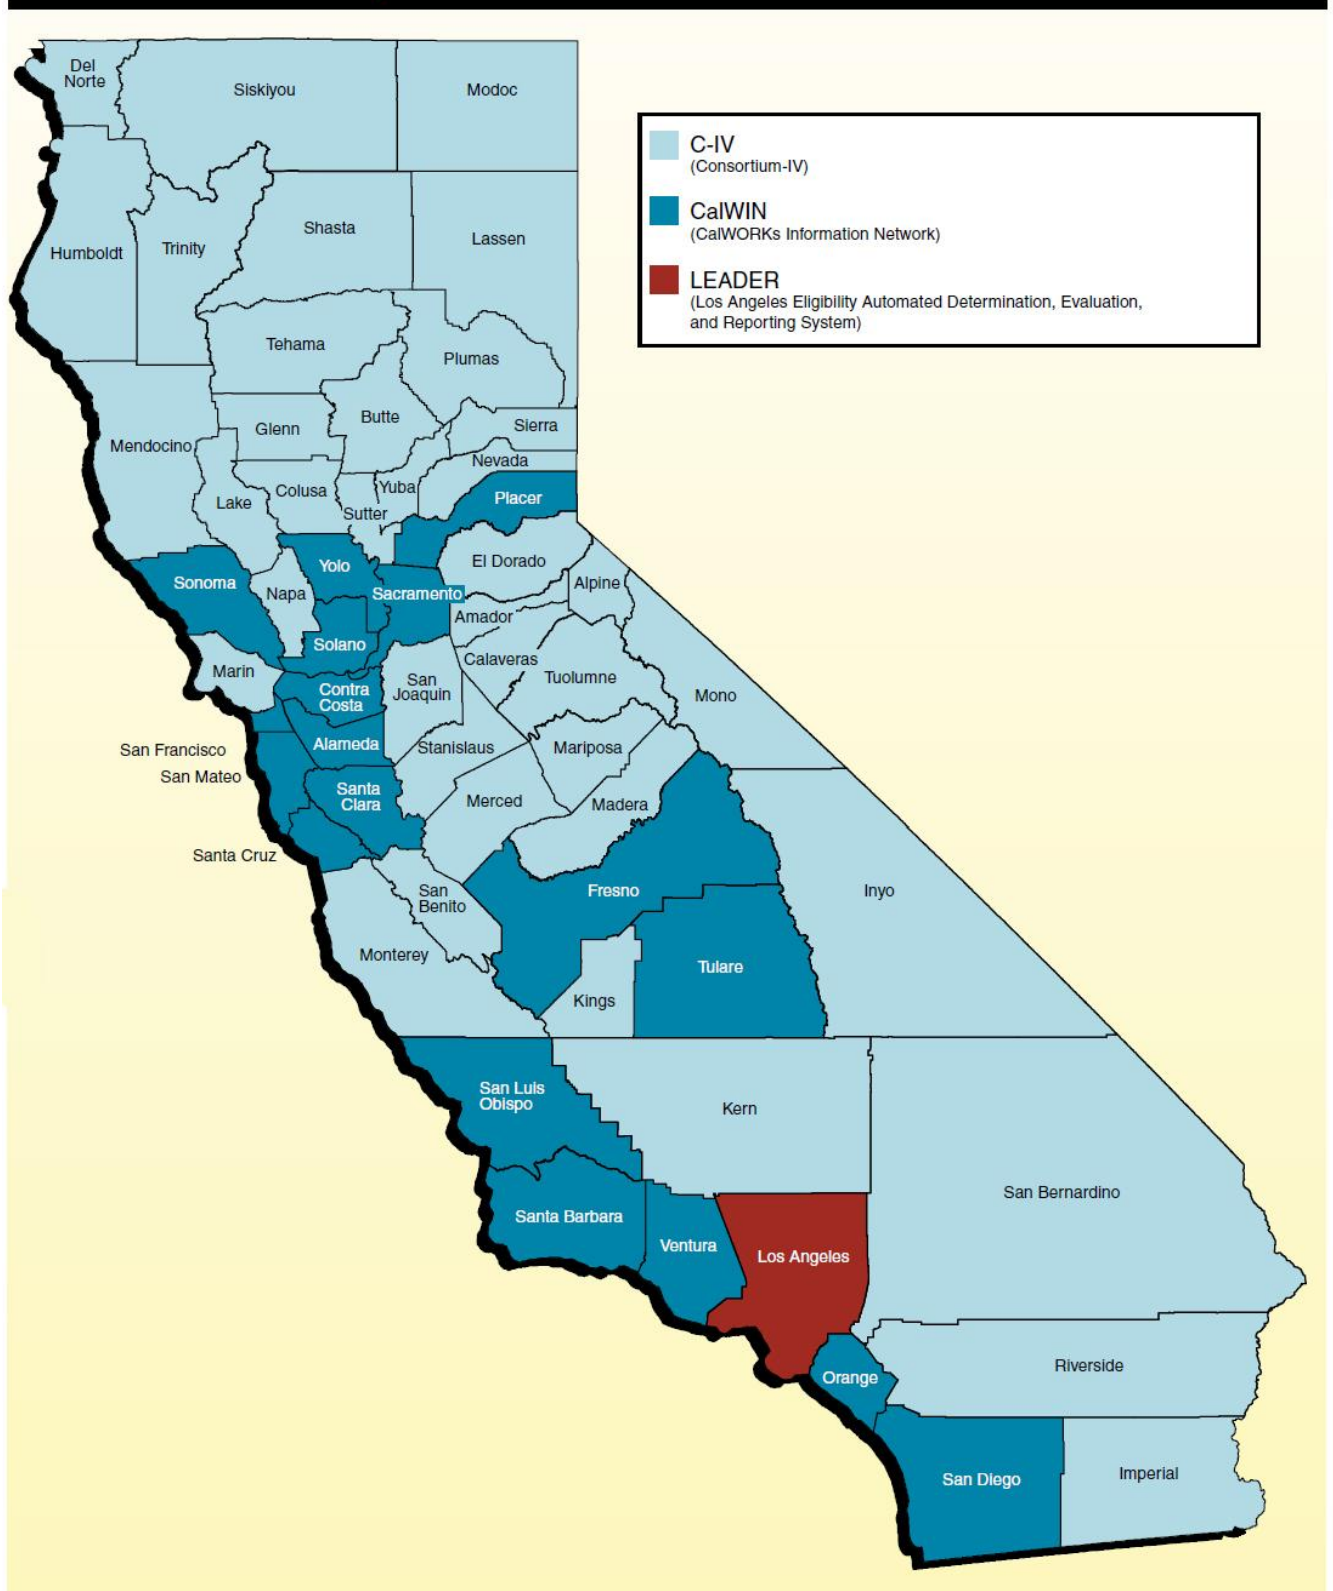 Del
Norte
Siskiyou
Modoc
C-IV
(Consortium-IV)
CalWIN
(CalWORKs Information Network)
LEADER
(Los Angeles Eligibility Automated Determination, Evaluation,
and Reporting System)
Humboldt
Trinity
Shasta
Lassen
Tehama
Plumas
Mendocino
Glenn
Butte
Sierra
Nevada
Lake
Colusa
Yuba
Sutter
Placer
Sonoma
Napa
Yolo
Sacramento
El Dorado
Alpine
Amador
Solano
Marin
Contra
Costa
San
Joaquin
Calaveras
Tuolumne
Mono
San Francisco
San Mateo
Alameda
Stanislaus
Mariposa
Santa
Clara
Merced
Madera
Santa Cruz
San
Benito
Fresno
Inyo
Monterey
Kings
Tulare
San Luis
Obispo
Kern
San Bernardino
Santa Barbara
Ventura
Los Angeles
Orange
Riverside
San Diego
Imperial